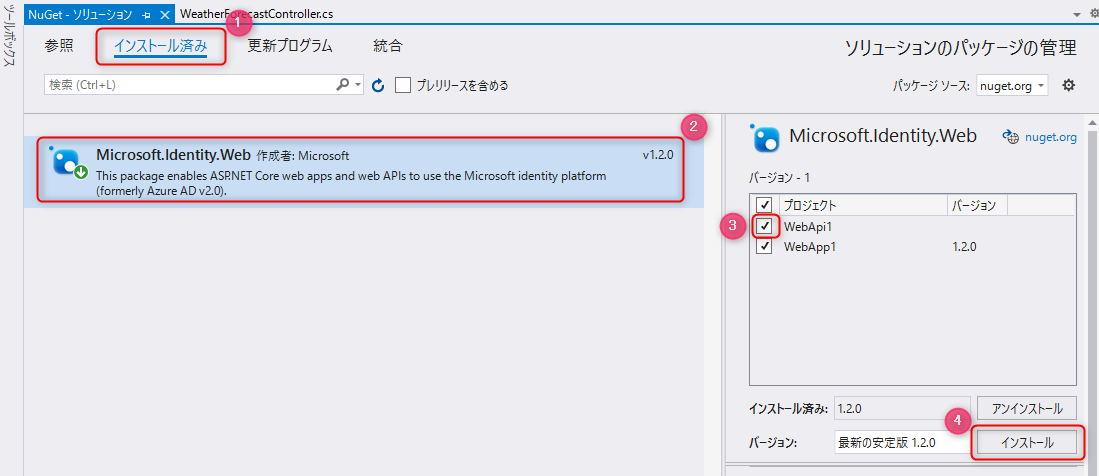 ツールボックス
NuGet - ソリューション
WeatherForecastController.cs
1
参照 インストール済み 更新プログラム 統合
ソリューションのパッケージの管理
検索 (Ctrl+L)
プレリリースを含める
パッケージ ソース: nuget.org
2
Microsoft.Identity.Web 作成者: Microsoft
v1.2.0
This package enables ASP.NET Core web apps and web APIs to use the Microsoft identity platform
(formerly Azure AD v2.0).
Microsoft.Identity.Web
nuget.org
バージョン - 1
プロジェクト バージョン
3
WebApi1
WebApp1 1.2.0
インストール済み: 1.2.0 アンインストール
4
バージョン: 最新の安定版 1.2.0 インストール